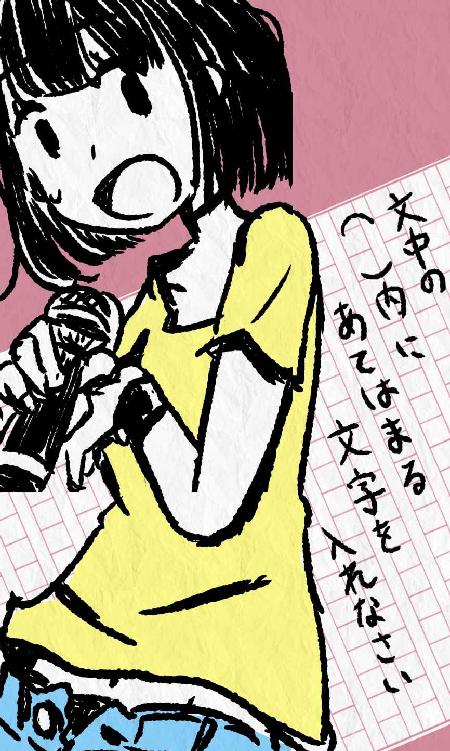 文中の
（　）内に
あてはまる
文字を
入れなさい